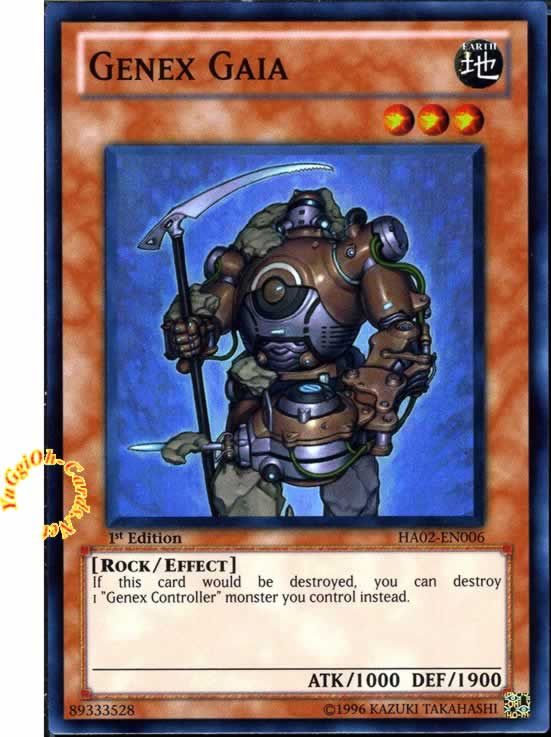 GENEX GAIA
EARTH
地
YuGgiOh-Cards.Net
1st Edition
HA02-EN006
[ROCK/EFFECT]
If this card would be destroyed, you can destroy
1 "Genex Controller" monster you control instead.
ATK/1000 DEF/1900
89333528
©1996 KAZUKI TAKAHASHI